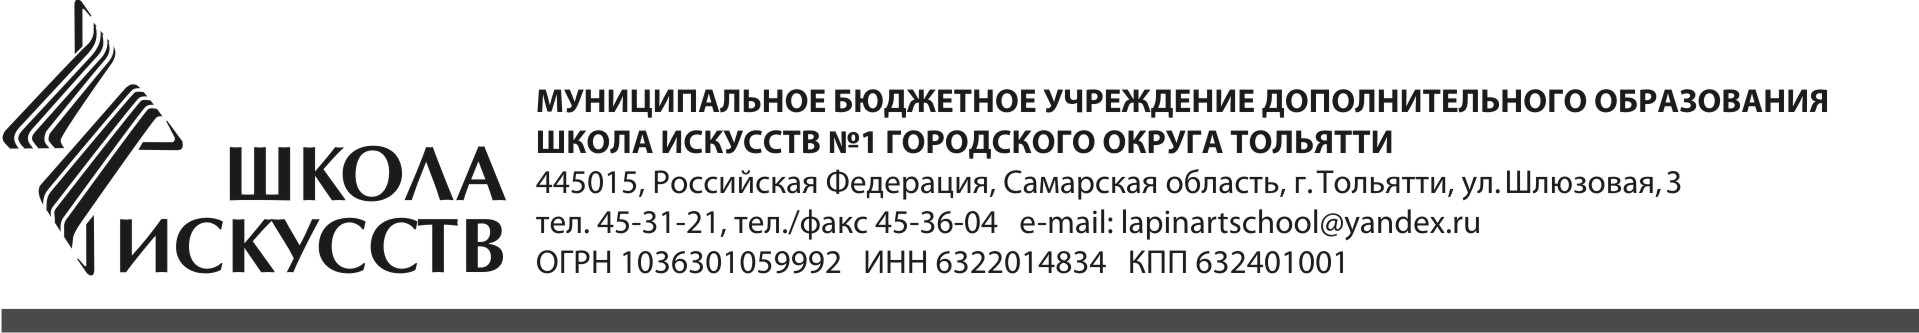 ШКОЛА
ИСКУССТВ
МУНИЦИПАЛЬНОЕ БЮДЖЕТНОЕ УЧРЕЖДЕНИЕ ДОПОЛНИТЕЛЬНОГО ОБРАЗОВАНИЯ
ШКОЛА ИСКУССТВ №1 ГОРОДСКОГО ОКРУГА ТОЛЬЯТТИ
445015, Российская Федерация, Самарская область, г. Тольятти, ул. Шлюзовая, 3
тел. 45-31-21, тел./факс 45-36-04 e-mail: lapinartschool@yandex.ru
ОГРН 1036301059992 ИНН 6322014834 КПП 632401001